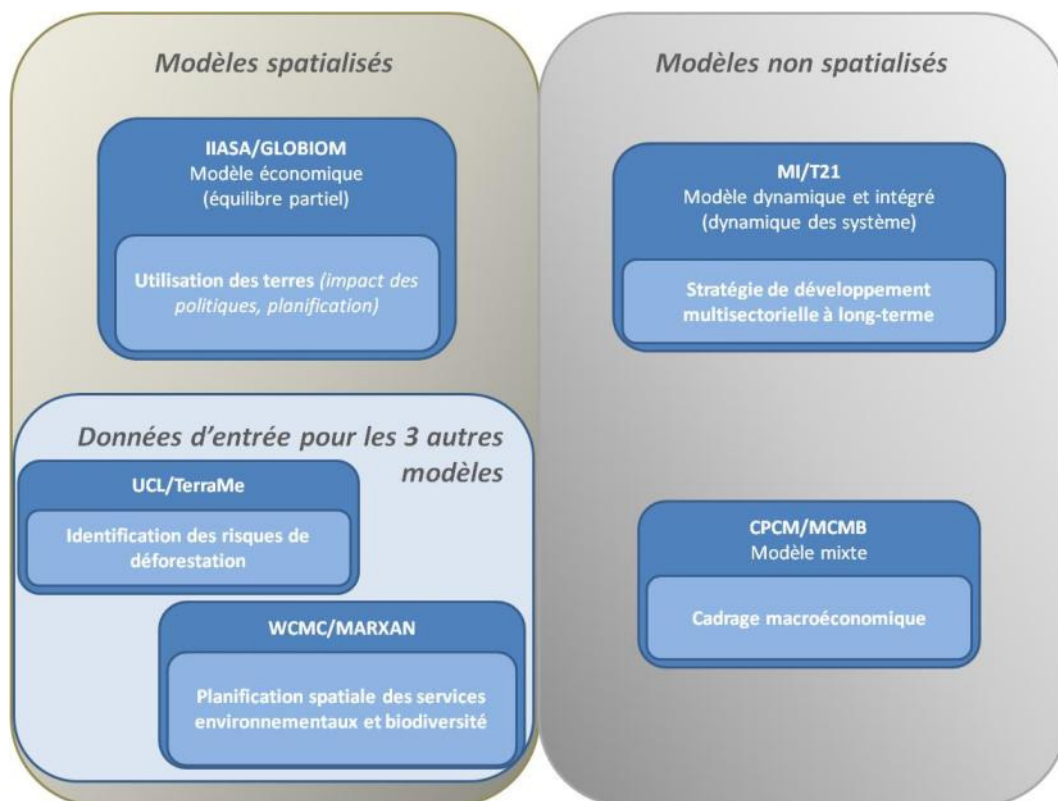 Modèles spatialisés
IIASA/GLOBIOM
Modèle économique
(équilibre partiel)
Utilisation des terres (impact des
politiques, planification)
Données d'entrée pour les 3 autres
modèles
UCL/TerraMe
Identification des risques de
déforestation
WCMC/MARXAN
Planification spatiale des services
environnementaux et biodiversité
Modèles non spatialisés
MI/T21
Modèle dynamique et intégré
(dynamique des système)
Stratégie de développement
multisectorielle à long-terme
CPCM/MCMB
Modèle mixte
Cadrage macroéconomique